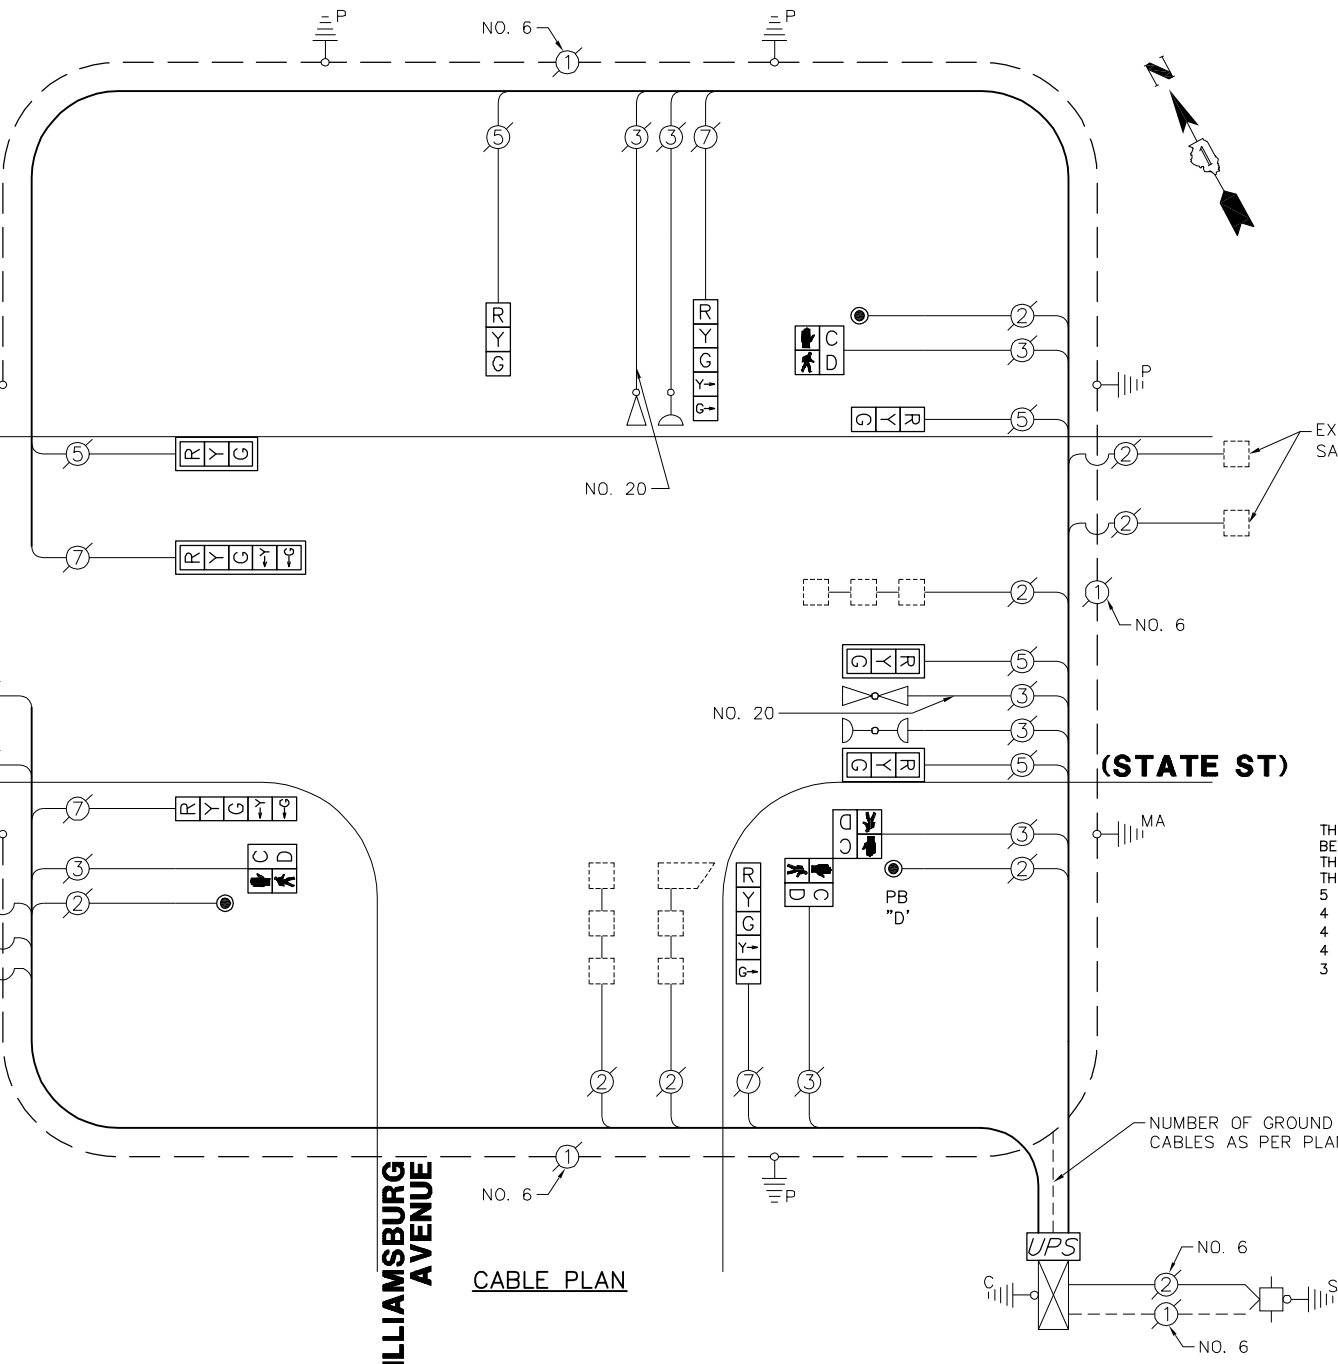 P
NO. 6
P
1
N
1
5
3
3
7
R
Y
G
R
Y
G
Y
G
2
C
D
3
P
R Y G
5
5
R Y G
2
EX
SA
NO. 20
2
7
R Y G Y G
2
1
NO. 6
R Y G
5
3
NO. 20
3
R Y G
5
(STATE ST)
7
R Y G Y G
D
C
3
MA
3
C D
2
R
Y
G
Y
G
D C
PB
"D'
2
TH
BE
TH
TH
5
4
4
4
3
2
2
7
3
NUMBER OF GROUND
CABLES AS PER PLA
1
NO. 6
P
ILLIAMSBURG
AVENUE
CABLE PLAN
UPS
NO. 6
C
2
S
1
NO. 6